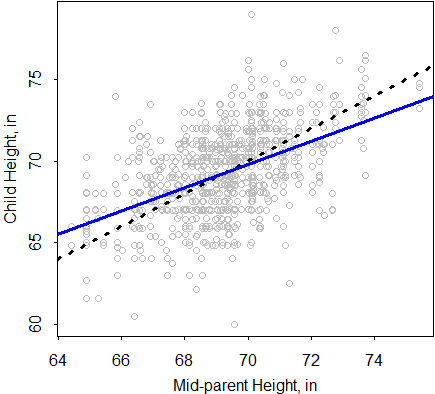 75
70
65
60
Child Height, in
64 66 68 70 72 74
Mid-parent Height, in